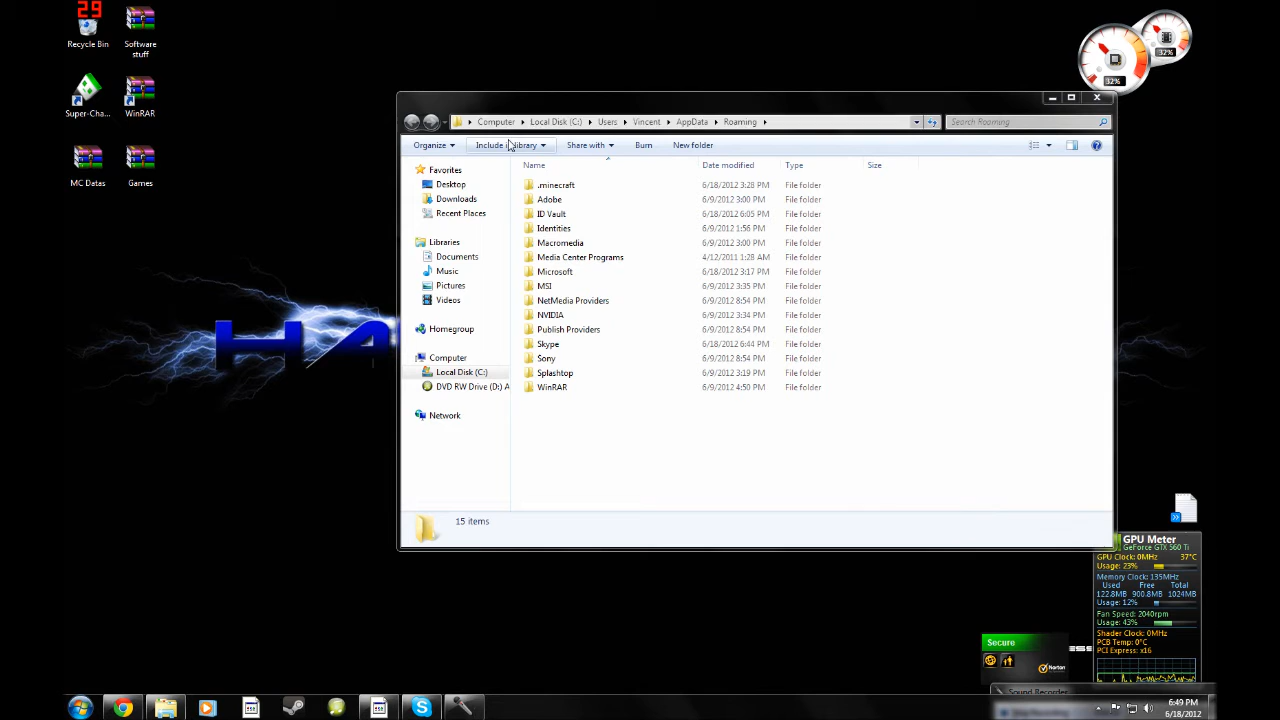 29
Recycle Bin
Software stuff
Super-Cha...
WinRAR
MC Datas
Games
32%
32%
Computer
Local Disk (C:)
Users
Vincent
AppData
Roaming
Search Roaming
Organize
Include library
Share with
Burn
New folder
Name Date modified Type Size
Favorites
Desktop
Downloads
Recent Places
Libraries
Documents
Music
Pictures
Videos
Homegroup
Computer
Local Disk (C:)
DVD RW Drive (D:) A
Network
.minecraft 6/18/2012 3:28 PM File folder
Adobe 6/9/2012 3:00 PM File folder
ID Vault 6/18/2012 6:05 PM File folder
Identities 6/9/2012 1:56 PM File folder
Macromedia 6/9/2012 3:00 PM File folder
Media Center Programs 4/12/2011 1:28 AM File folder
Microsoft 6/18/2012 3:17 PM File folder
MSI 6/9/2012 3:35 PM File folder
NetMedia Providers 6/9/2012 8:54 PM File folder
NVIDIA 6/9/2012 3:34 PM File folder
Publish Providers 6/9/2012 8:54 PM File folder
Skype 6/18/2012 6:44 PM File folder
Sony 6/9/2012 8:54 PM File folder
Splashtop 6/9/2012 3:19 PM File folder
WinRAR 6/9/2012 4:50 PM File folder
15 items
HA
GPU Meter
GeForce GTX 560 Ti
GPU Clock: 0MHz 37°C
Usage: 23%
Memory Clock: 135MHz
Used Free Total
122.8MB 900.8MB 1024MB
Usage: 12%
Fan Speed: 2040rpm
Usage: 43%
Shader Clock: 0MHz
PCB Temp: 0°C
PCI Express: x16
Secure
Norton
ESS
Sound Recorder
6:49 PM
6/18/2012